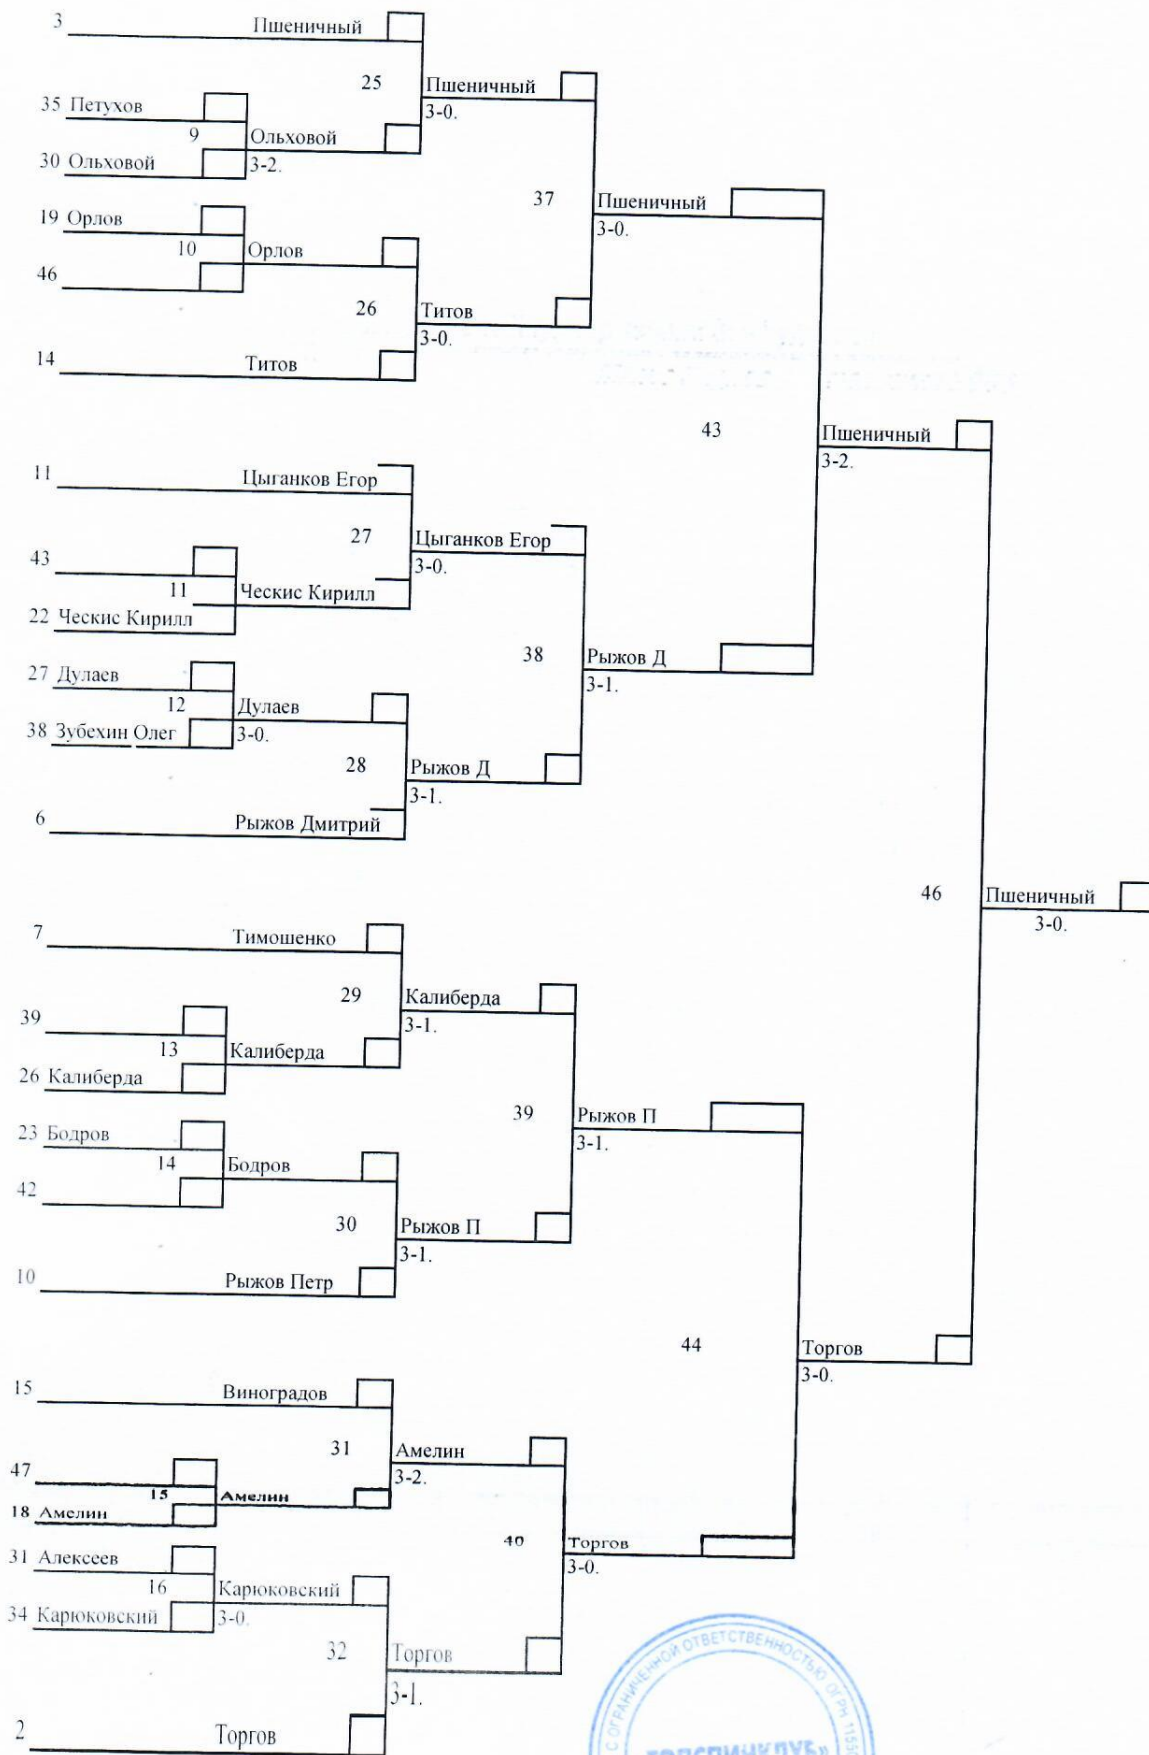 3 Пшеничный
25 Пшеничный
35 Петухов
3-0.
9 Ольховой
30 Ольховой 3-2.
37 Пшеничный
3-0.
19 Орлов
10 Орлов
46
26 Титов
3-0.
14 Титов
43 Пшеничный
3-2.
11 Цыганков Егор
27 Цыганков Егор
43
3-0.
11 Ческис Кирилл
22 Ческис Кирилл
38 Рыжов Д
3-1.
27 Дулаев
12 Дулаев
38 Зубехин Олег 3-0.
28 Рыжов Д
3-1.
6 Рыжов Дмитрий
46 Пшеничный
3-0.
7 Тимошенко
29 Калиберда
39
3-1.
13 Калиберда
26 Калиберда
39 Рыжов П
3-1.
23 Бодров
14 Бодров
42
30 Рыжов П
3-1.
10 Рыжов Петр
44 Торгов
3-0.
15 Виноградов
31 Амелин
47
3-2.
15 Амелин
18 Амелин
40 Торгов
3-0.
31 Алексеев
16 Карюковский
34 Карюковский 3-0.
32 Торгов
3-1.
2 Торгов
С ОГРАНИЧЕННОЙ ОТВЕТСТВЕННОСТЬЮ ОГРН